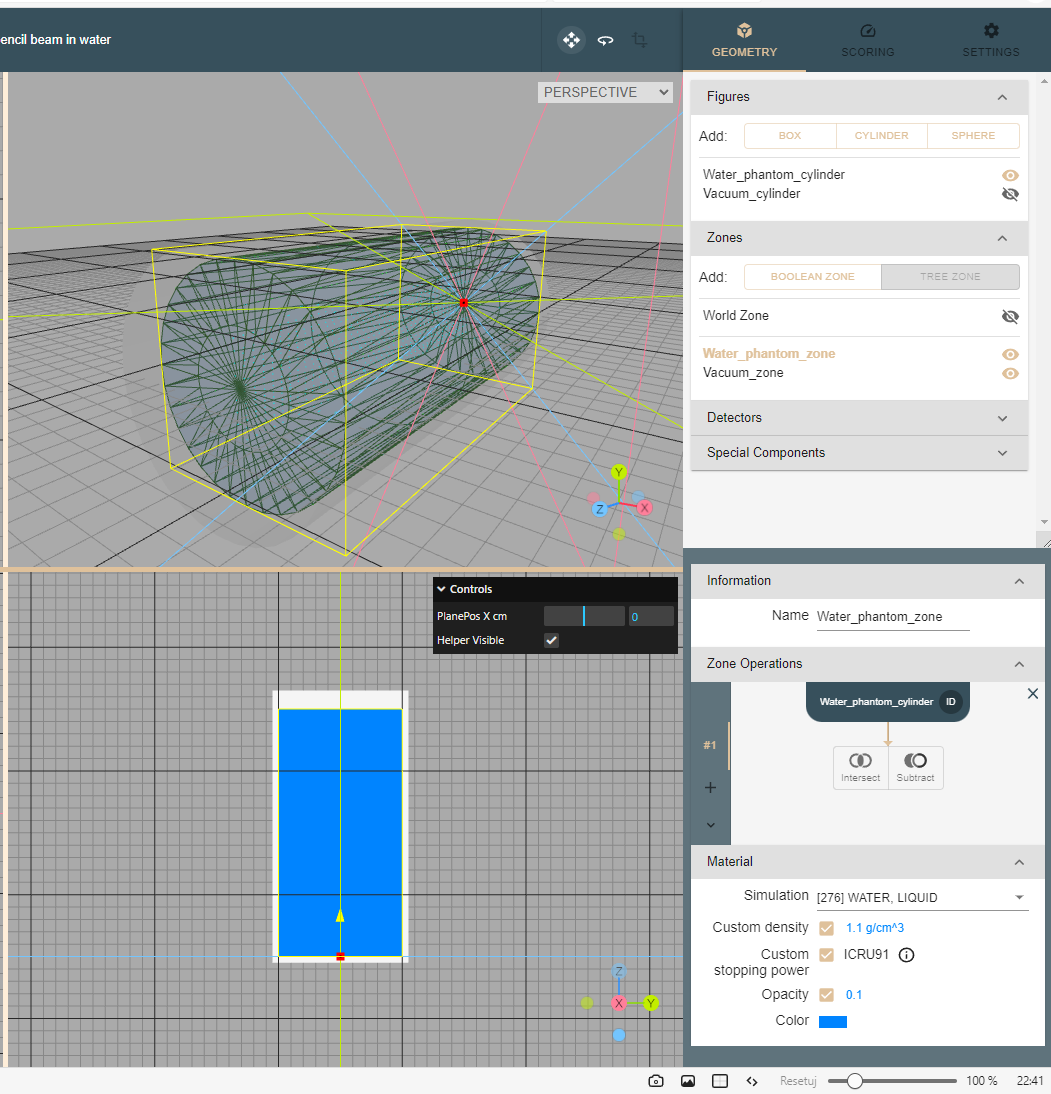 encil beam in water
GEOMETRY
SCORING
SETTINGS
PERSPECTIVE
Y
Z
X
Figures
Add:
BOX
CYLINDER
SPHERE
Water_phantom_cylinder
Vacuum_cylinder
Zones
Add:
BOOLEAN ZONE
TREE ZONE
World Zone
Water_phantom_zone
Vacuum_zone
Detectors
Special Components
Controls
PlanePos X cm
0
Helper Visible
Z
X
Y
Information
Name Water_phantom_zone
Zone Operations
Water_phantom_cylinder ID
#1
Intersect
Subtract
Material
Simulation [276] WATER, LIQUID
Custom density 1.1 g/cm^3
Custom stopping power ICRU91
Opacity 0.1
Color
Resetuj 100 % 22:41